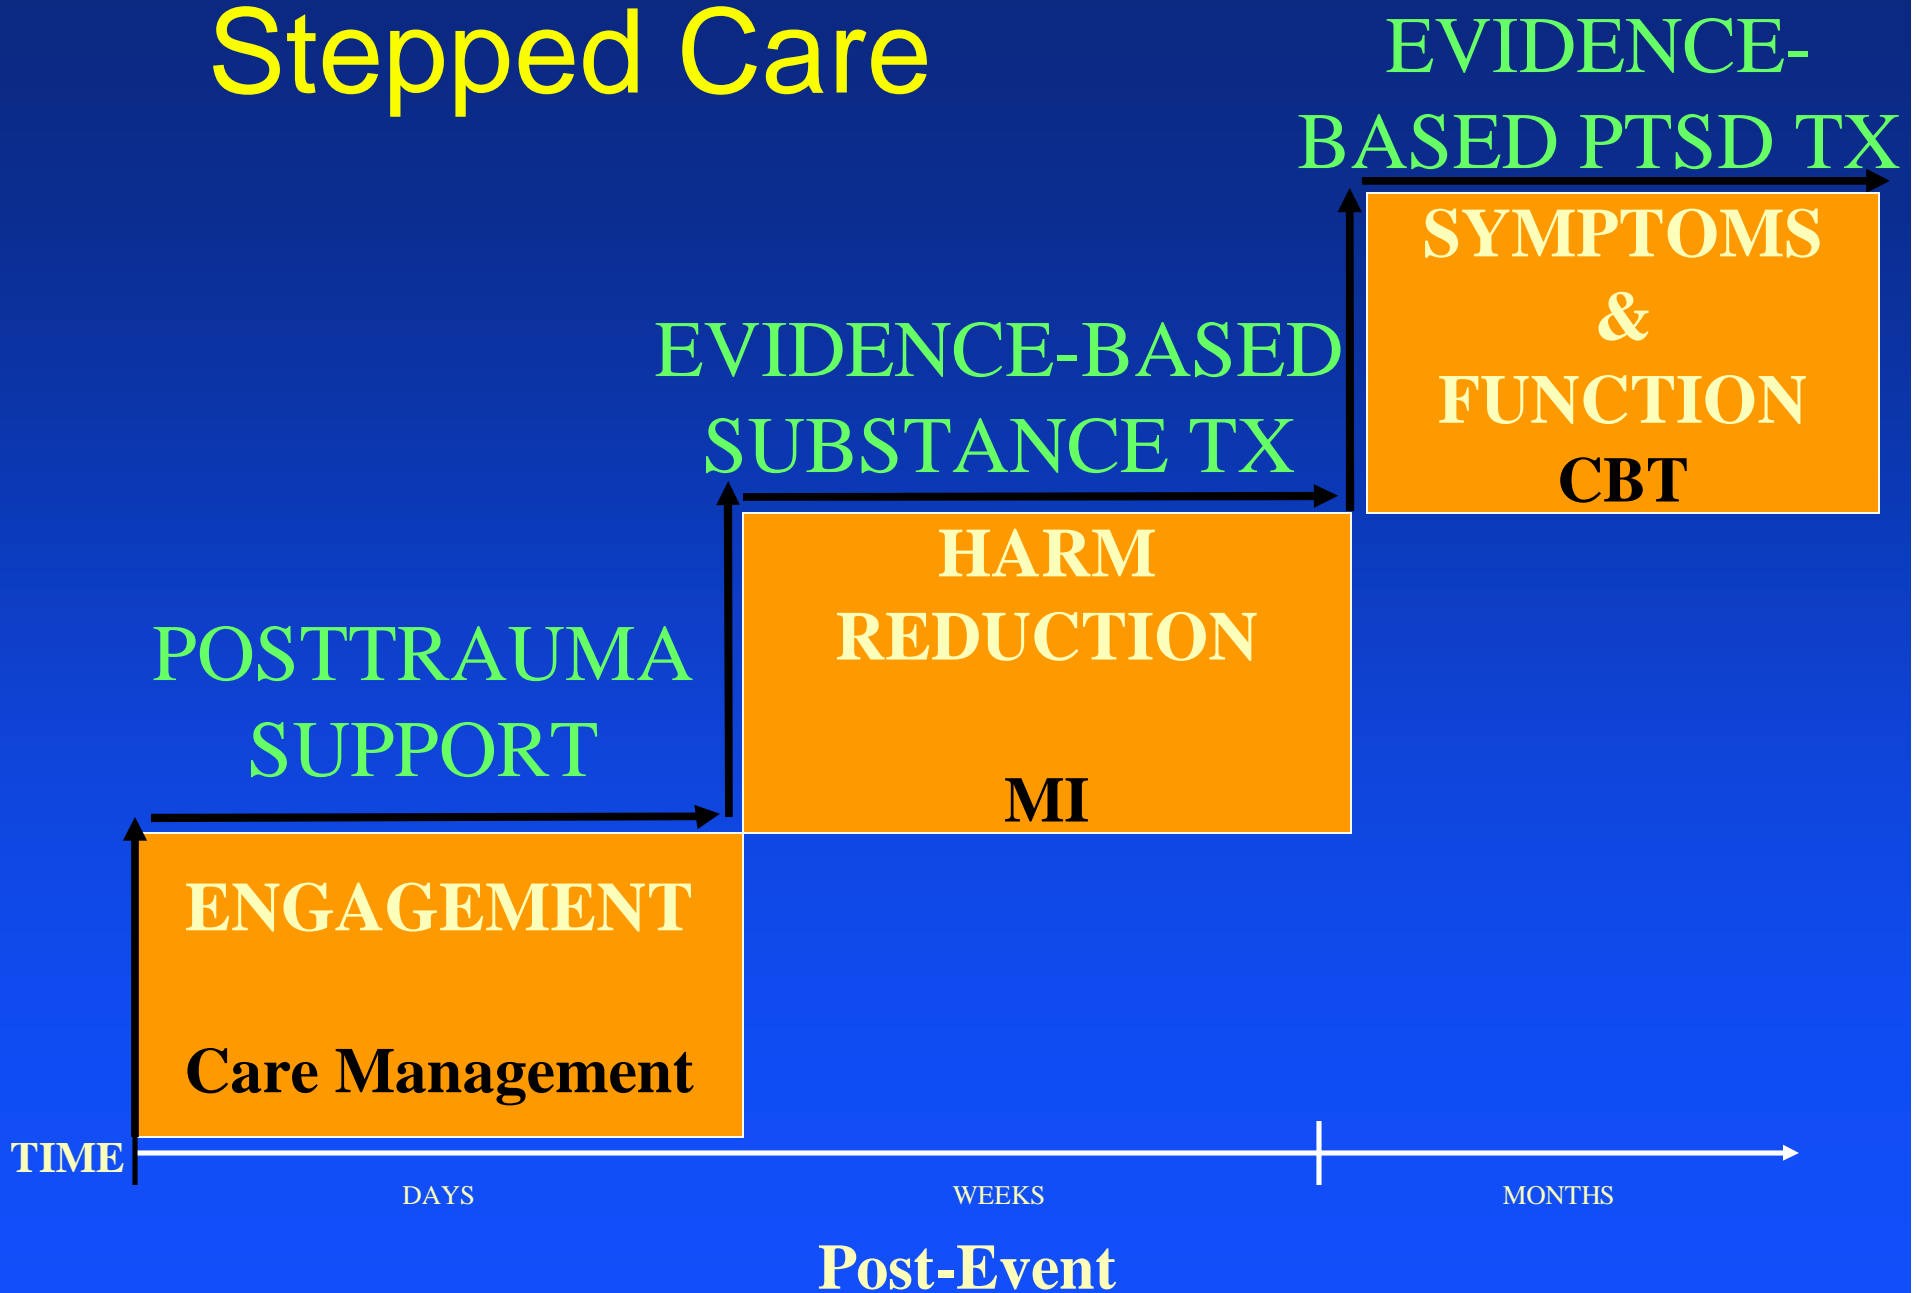 Stepped Care
EVIDENCE-
BASED PTSD TX
SYMPTOMS
&
FUNCTION
CBT
EVIDENCE-BASED
SUBSTANCE TX
HARM
REDUCTION
MI
POSTTRAUMA
SUPPORT
ENGAGEMENT
Care Management
TIME
DAYS
WEEKS
MONTHS
Post-Event